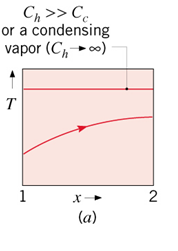 C_h >> C_c
or a condensing
vapor (C_h → ∞)
T
1 x → 2
(a)